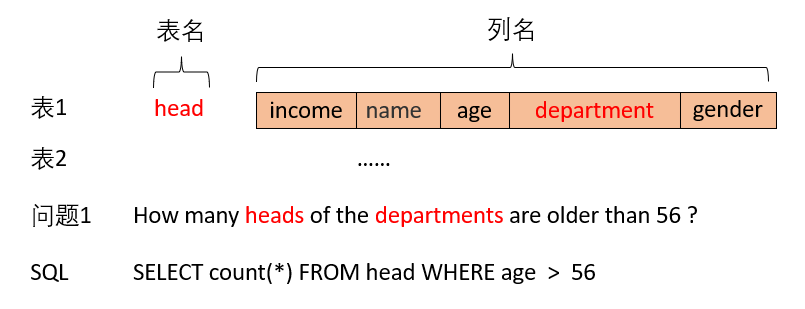 表名 列名
表1 head income name age department gender
表2 ……
问题1 How many heads of the departments are older than 56 ?
SQL SELECT count(*) FROM head WHERE age > 56